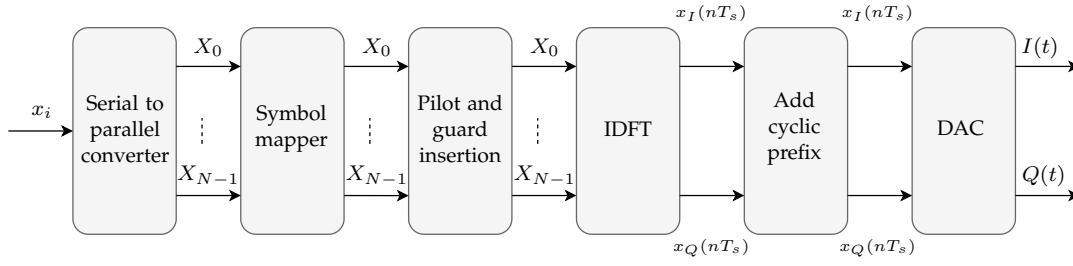 x_i
Serial to
parallel
converter
X_0
X_{N-1}
Symbol
mapper
X_0
X_{N-1}
Pilot and
guard
insertion
X_0
X_{N-1}
IDFT
x_I(nT_s)
x_Q(nT_s)
Add
cyclic
prefix
x_I(nT_s)
x_Q(nT_s)
DAC
I(t)
Q(t)